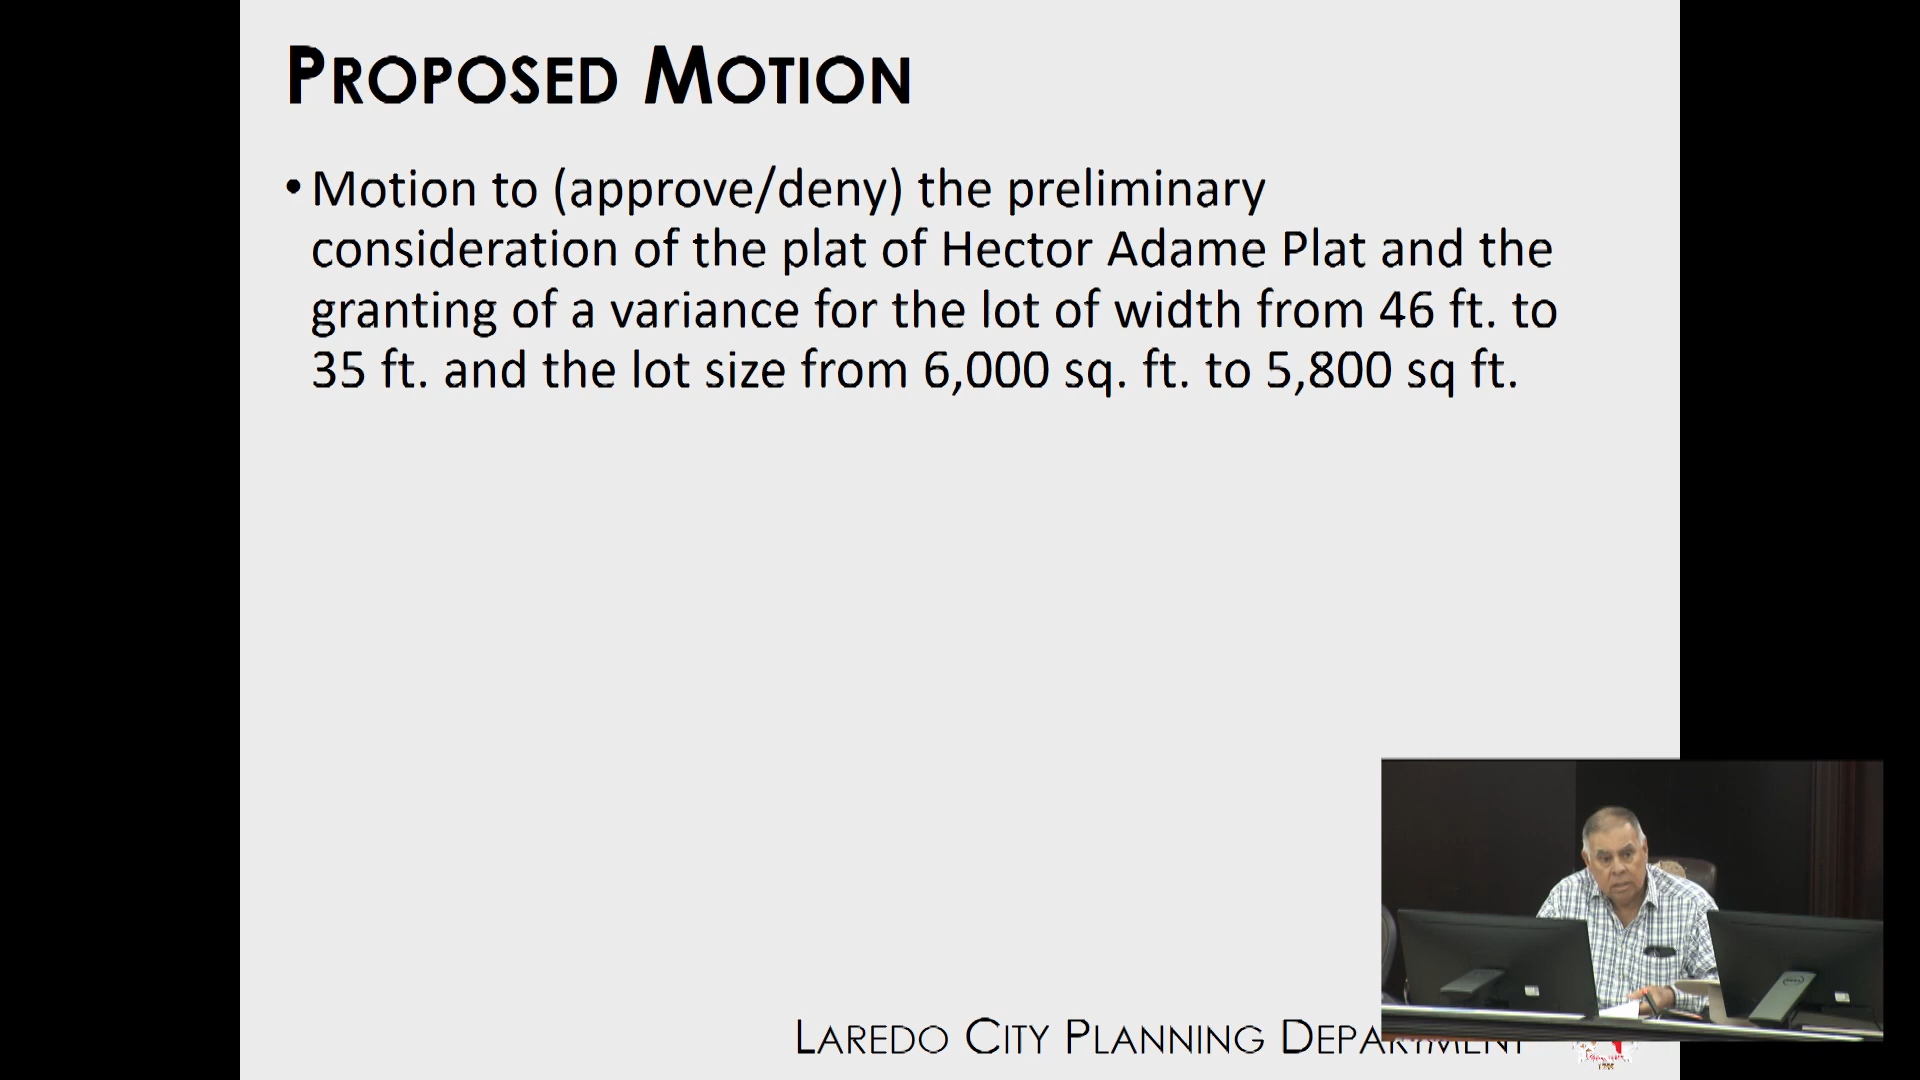 PROPOSED MOTION
• Motion to (approve/deny) the preliminary
consideration of the plat of Hector Adame Plat and the
granting of a variance for the lot of width from 46 ft. to
35 ft. and the lot size from 6,000 sq. ft. to 5,800 sq ft.
LAREDO CITY PLANNING DEPARTMENT